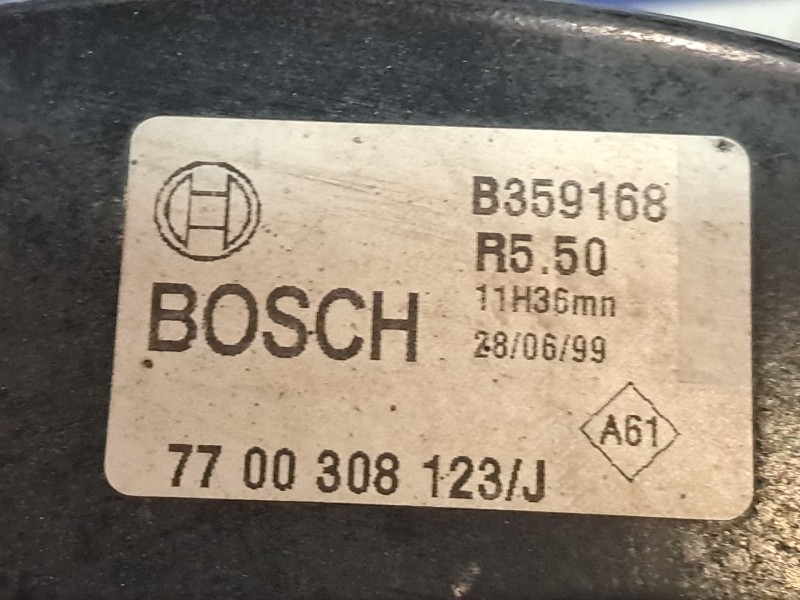 B359168
R5.50
11H36mn
28/06/99
BOSCH
A61
77 00 308 123/J